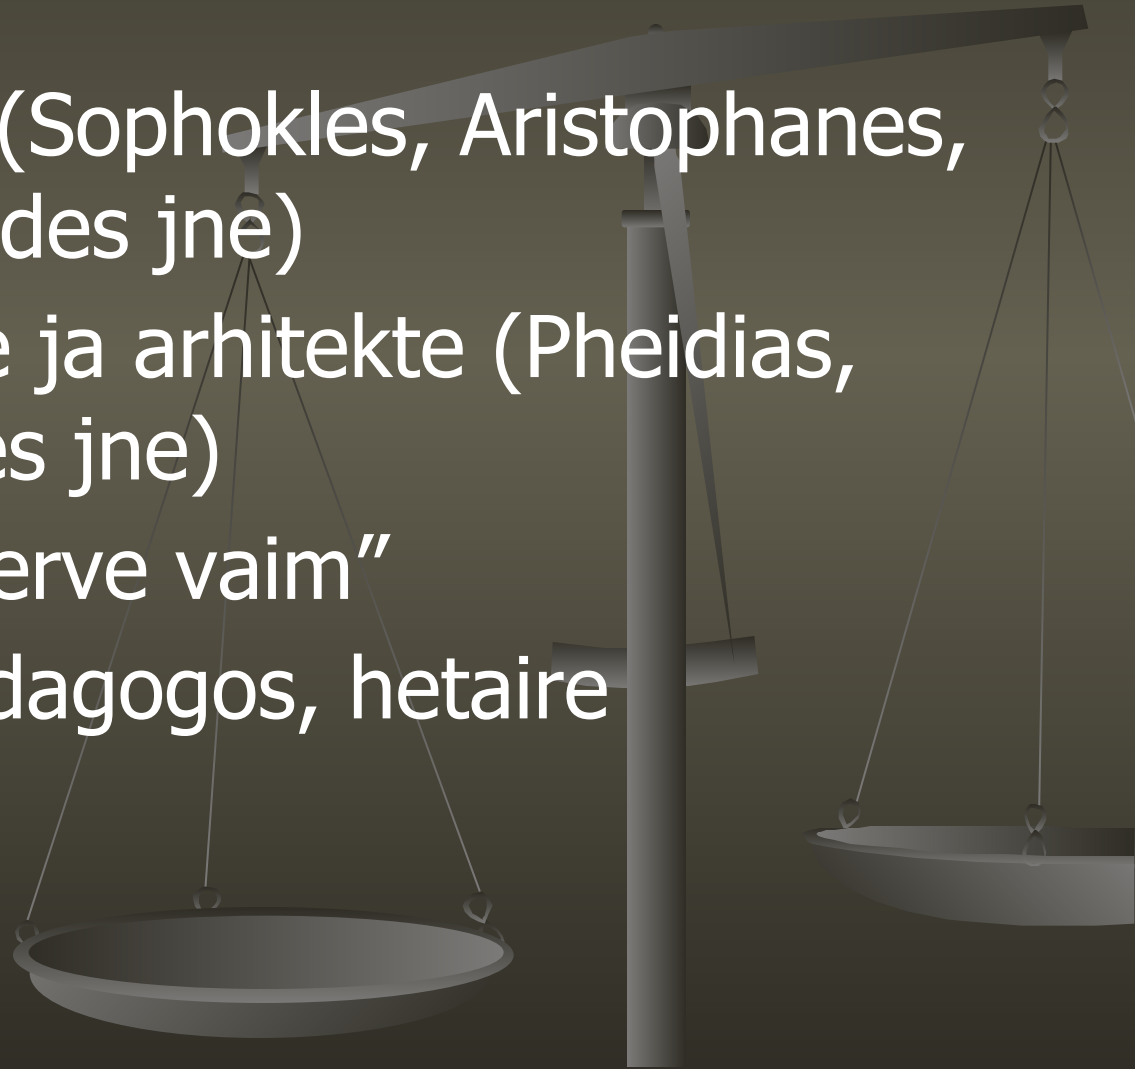 (Sophokles, Aristophanes,
des jne)
ja arhitekte (Pheidias,
es jne)
erve vaim”
dagogos, hetaire